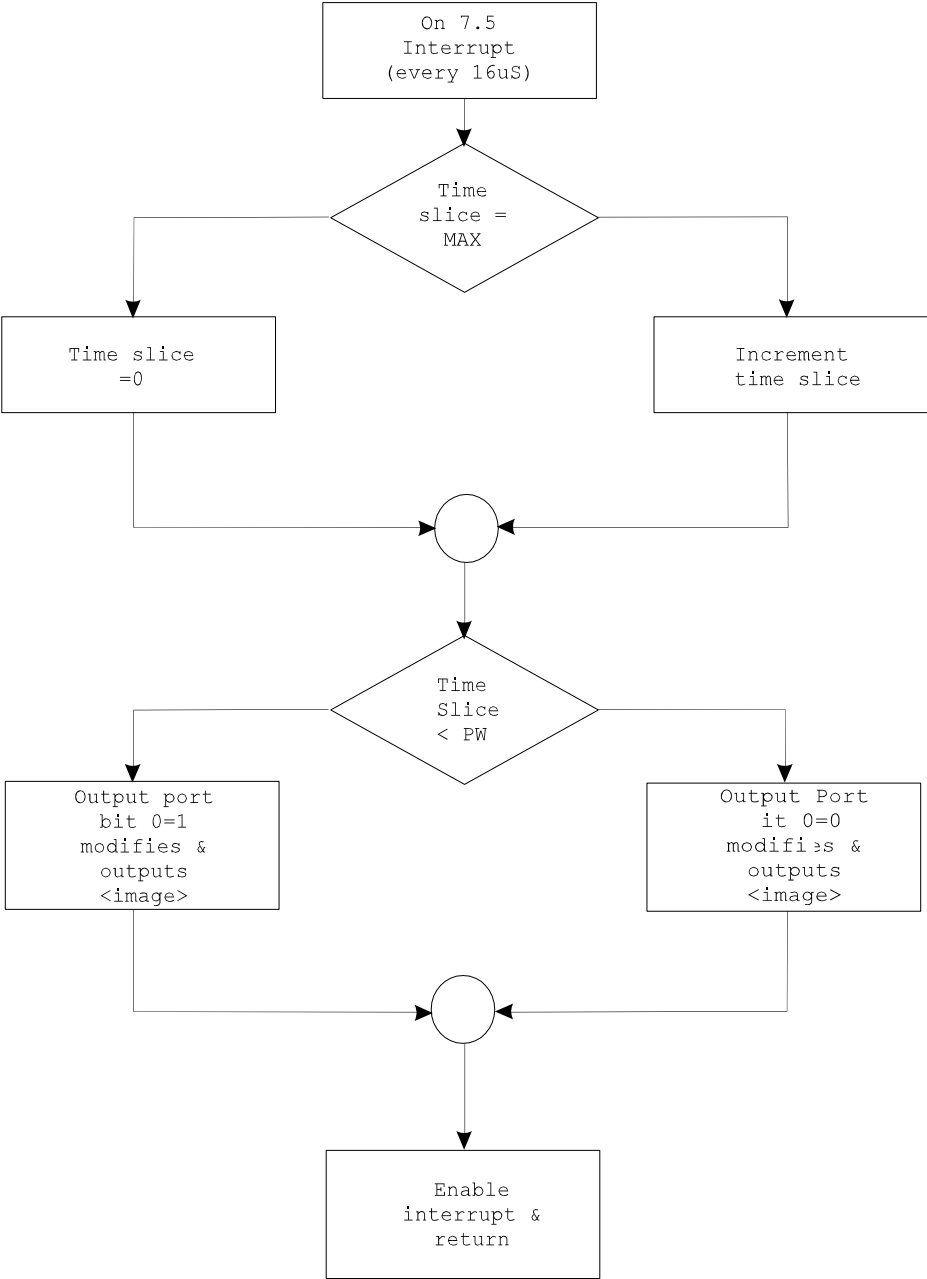 On 7.5
Interrupt
(every 16uS)
Time
slice =
MAX
Time slice
=0
Increment
time slice
Time
Slice
< PW
Output port
bit 0=1
modifies &
outputs
<image>
Output Port
it 0=0
modifies &
outputs
<image>
Enable
interrupt &
return